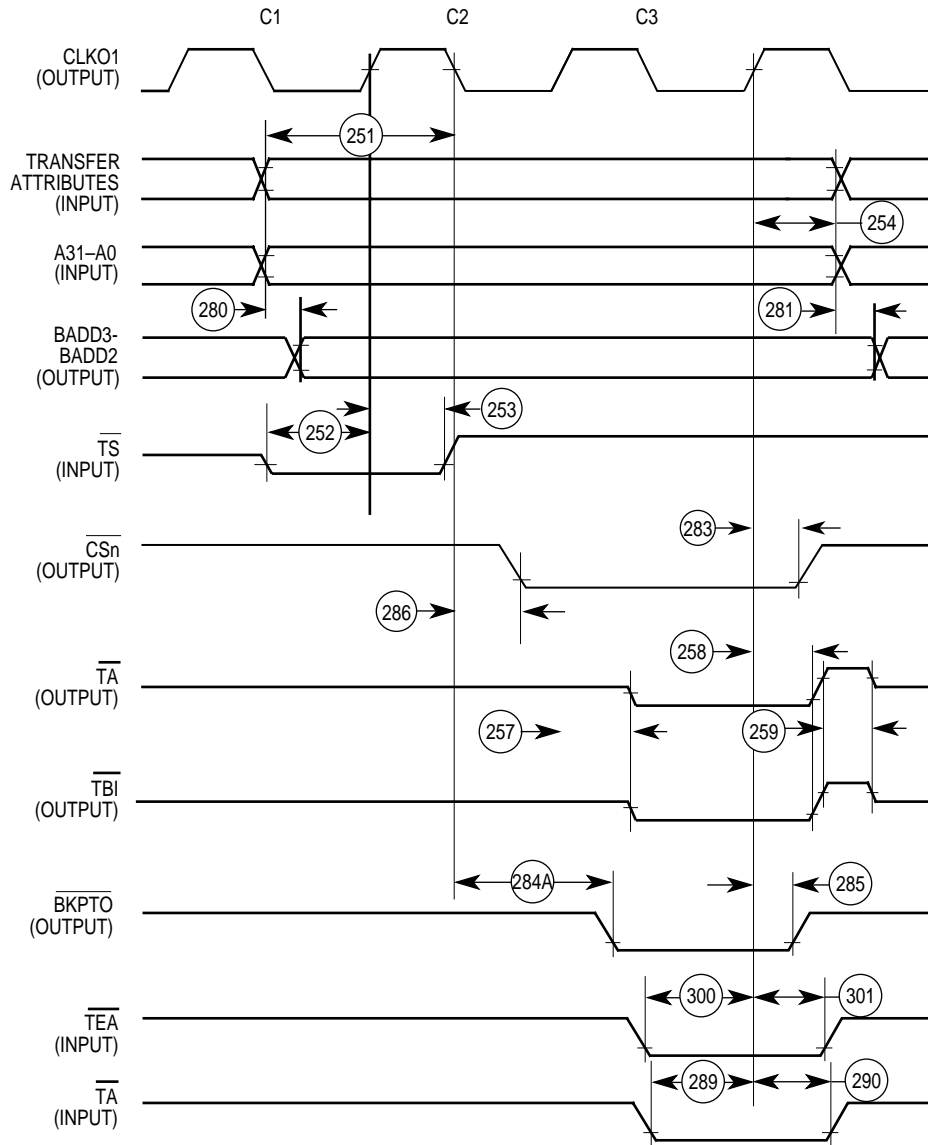 C1 C2 C3
CLKO1
(OUTPUT)
251
TRANSFER
ATTRIBUTES
(INPUT)
254
A31–A0
(INPUT)
280 281
BADD3-
BADD2
(OUTPUT)
253
252
TS
(INPUT)
283
CSn
(OUTPUT)
286
258
TA
(OUTPUT)
257 259
TBI
(OUTPUT)
284A 285
BKPTO
(OUTPUT)
300 301
TEA
(INPUT)
289 290
TA
(INPUT)